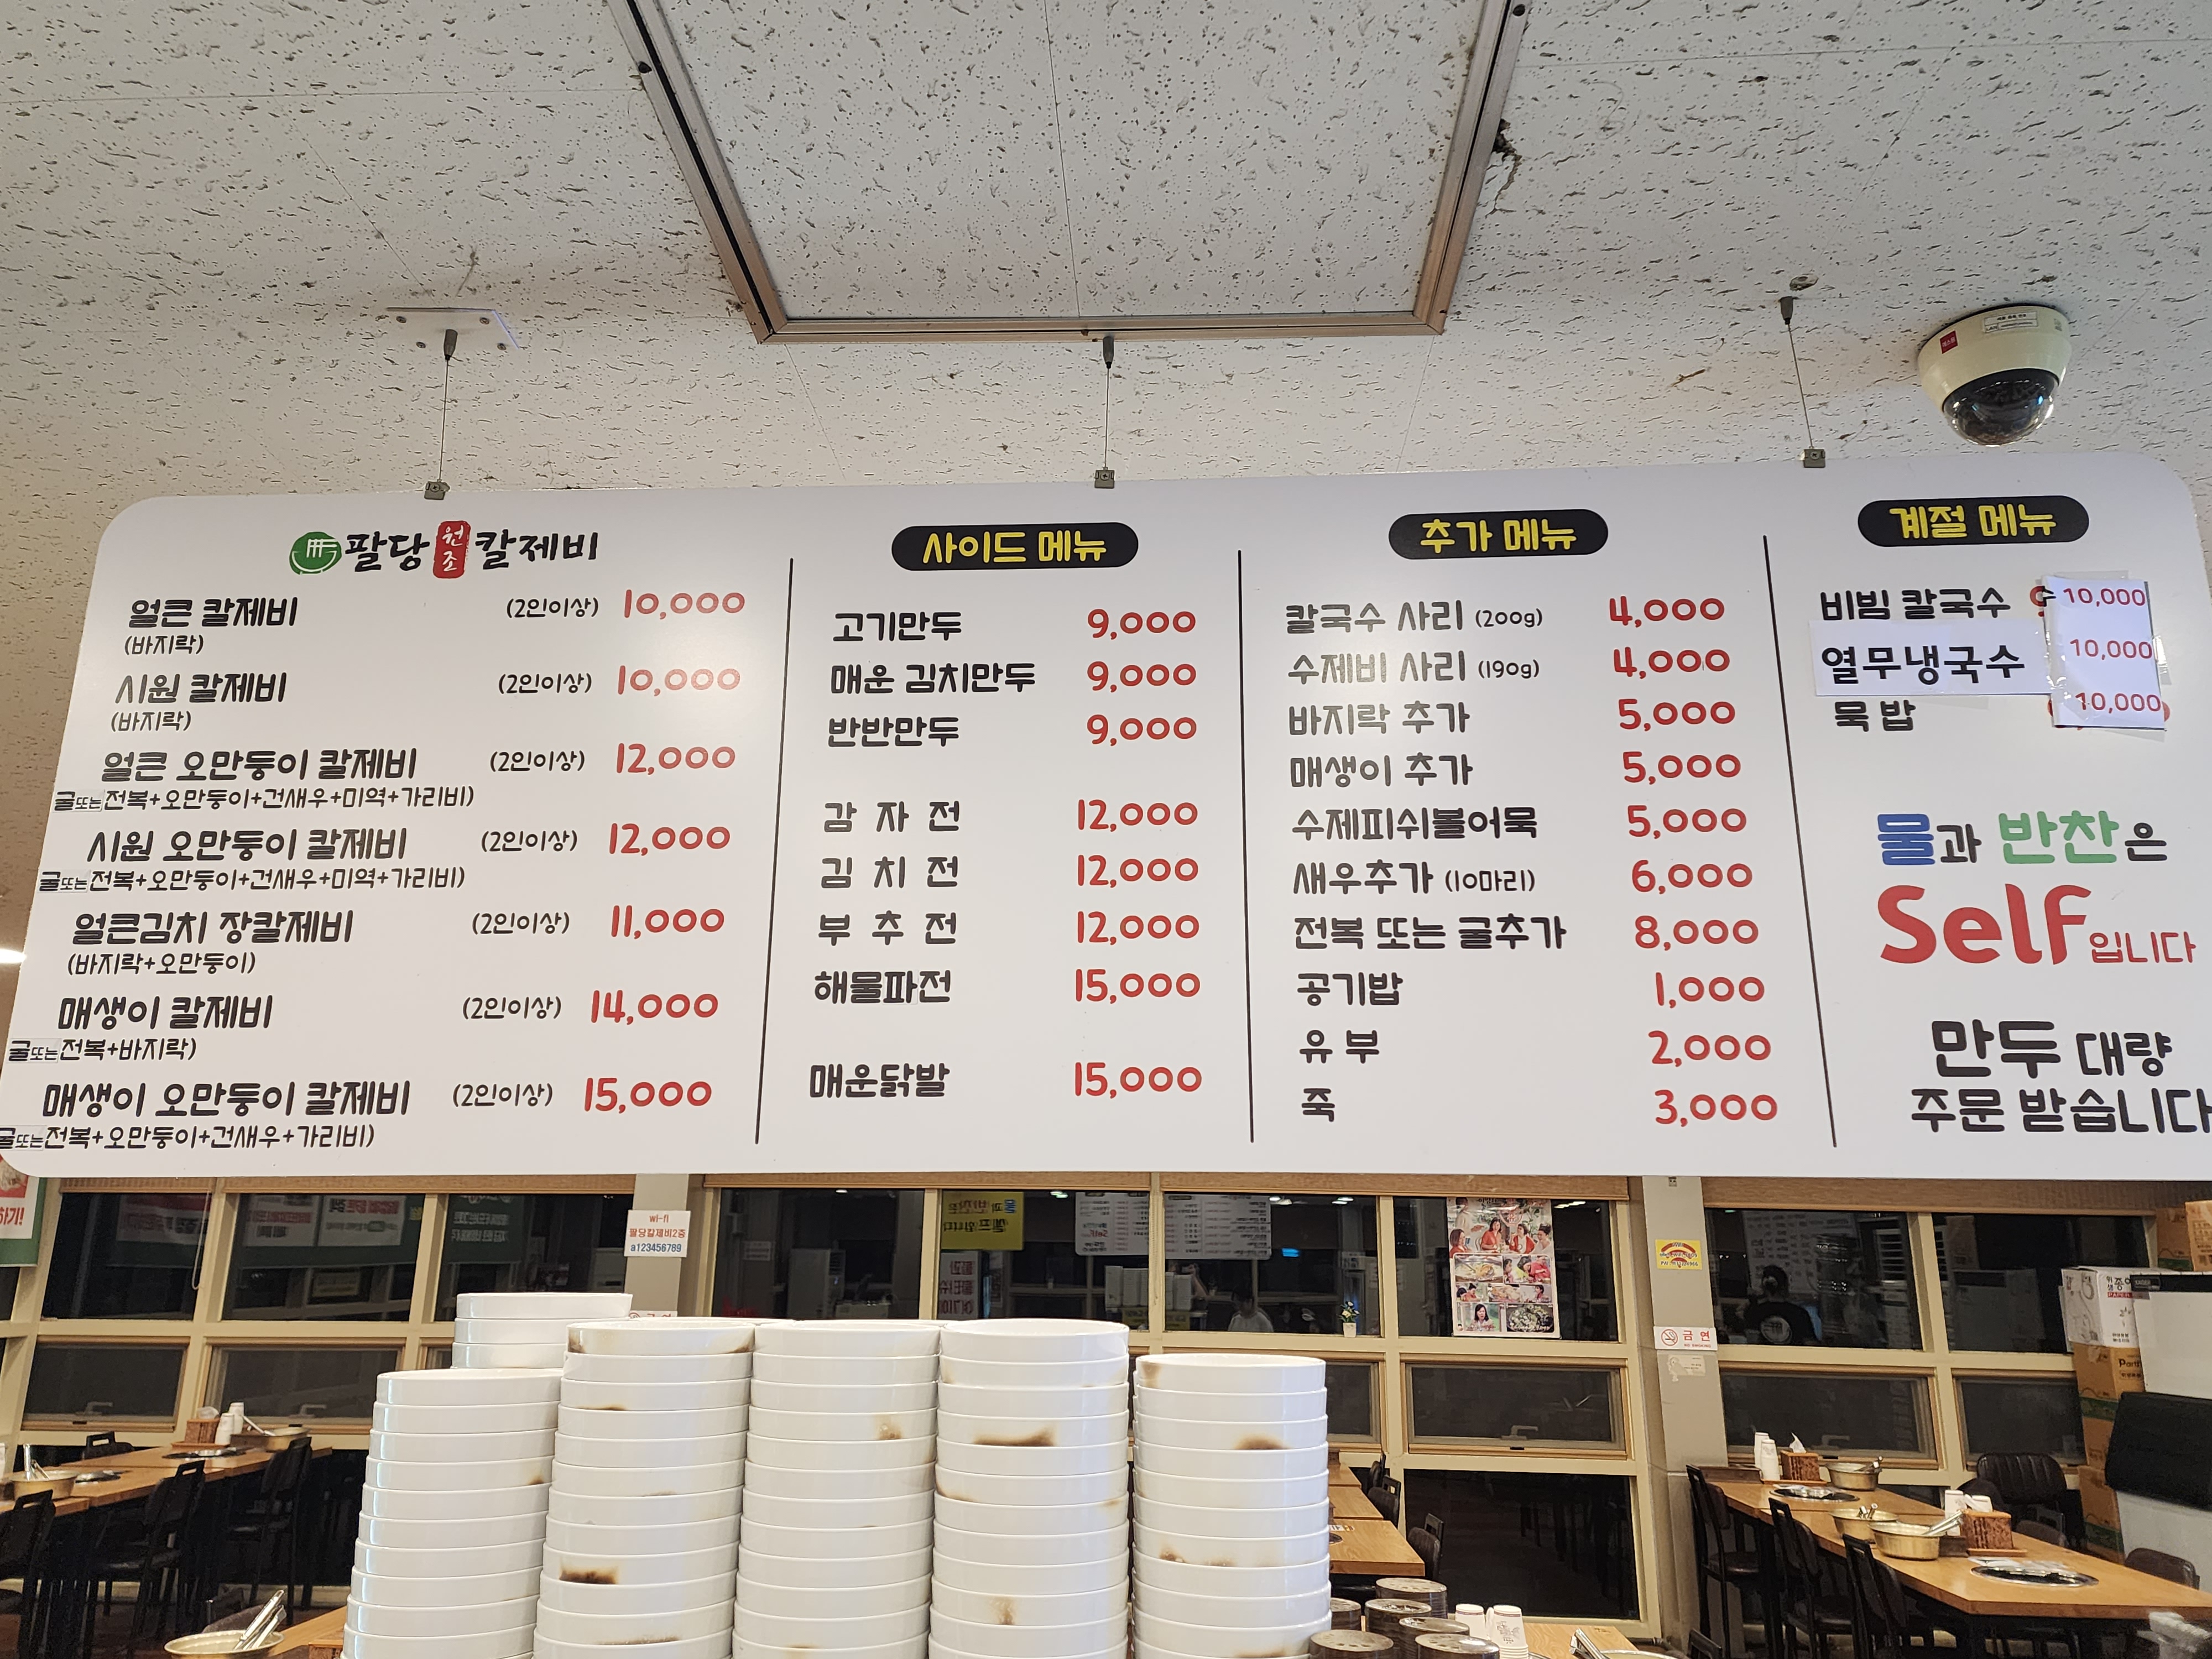 팔당 원조 칼제비
얼큰 칼제비 (2인이상) 10,000
(바지락)
시원 칼제비 (2인이상) 10,000
(바지락)
얼큰 오만둥이 칼제비 (2인이상) 12,000
굴또는전복+오만둥이+건새우+미역+가리비)
시원 오만둥이 칼제비 (2인이상) 12,000
굴또는전복+오만둥이+건새우+미역+가리비)
얼큰김치 장칼제비 (2인이상) 11,000
(바지락+오만둥이)
매생이 칼제비 (2인이상) 14,000
굴또는전복+바지락)
매생이 오만둥이 칼제비 (2인이상) 15,000
굴또는전복+오만둥이+건새우+가리비)
사이드 메뉴
고기만두 9,000
매운 김치만두 9,000
반반만두 9,000
감 자 전 12,000
김 치 전 12,000
부 추 전 12,000
해물파전 15,000
매운닭발 15,000
추가 메뉴
칼국수 사리 (200g) 4,000
수제비 사리 (190g) 4,000
바지락 추가 5,000
매생이 추가 5,000
수제피쉬볼어묵 5,000
새우추가 (10마리) 6,000
전복 또는 굴추가 8,000
공기밥 1,000
유 부 2,000
죽 3,000
계절 메뉴
비빔 칼국수 10,000
열무냉국수 10,000
묵 밥 10,000
물과 반찬은
Self입니다
만두 대량
주문 받습니다
하기!
wi-fi
팔당칼제비2층
a123456789
금 연
NO SMOKING